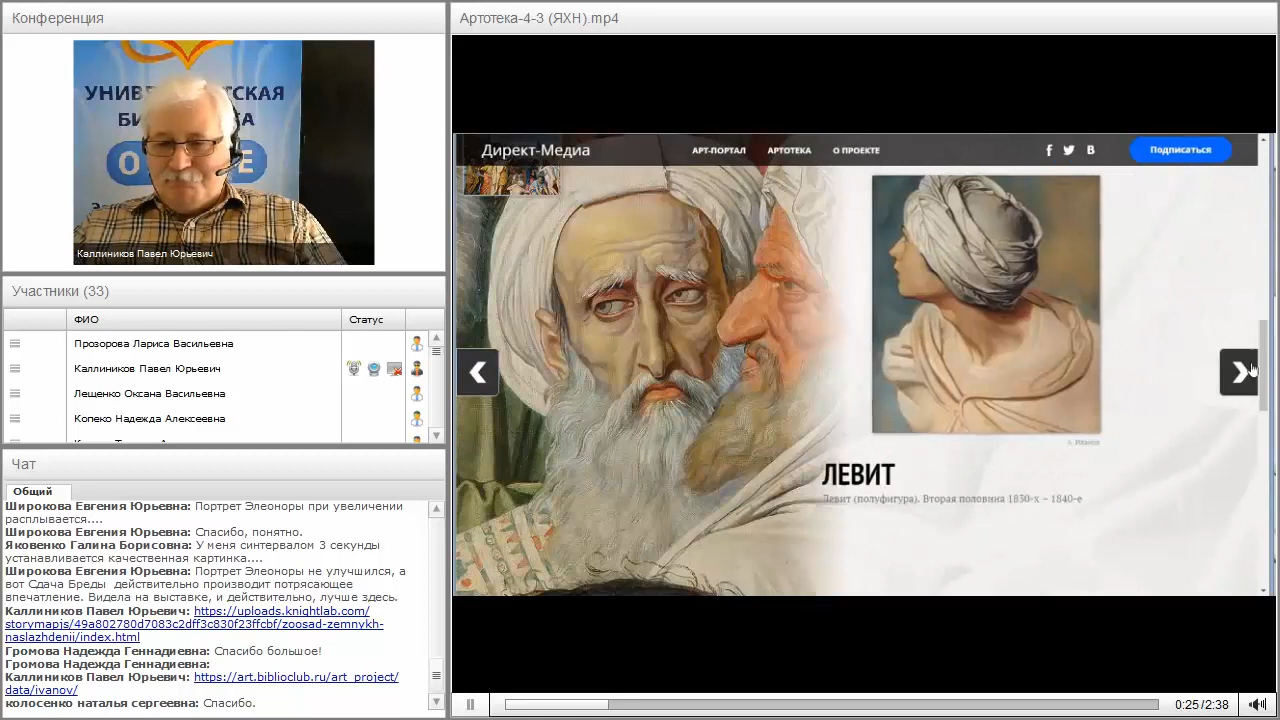 Конференция
УНИВ
ТСКАЯ
БИ
КА
О
Е
Каллиников Павел Юрьевич
Участники (33)
ФИО
Статус
Прозорова Лариса Васильевна
Каллиников Павел Юрьевич
Лещенко Оксана Васильевна
Копеко Надежда Алексеевна
Чат
Общий
Широкова Евгения Юрьевна: Портрет Элеоноры при увеличении
расплывается....
Широкова Евгения Юрьевна: Спасибо, понятно.
Яковенко Галина Борисовна: У меня синтервалом 3 секунды
устанавливается качественная картинка....
Широкова Евгения Юрьевна: Портрет Элеоноры не улучшился, а
вот Сдача Бреды действительно производит потрясающее
впечатление. Видела на выставке, и действительно, лучше здесь.
Каллиников Павел Юрьевич: https://uploads.knightlab.com/
storymapjs/49a802780d7083c2dff3c830f23ffcbf/zoosad-zemnykh-
naslazhdenii/index.html
Громова Надежда Геннадиевна: Спасибо большое!
Громова Надежда Геннадиевна:
Каллиников Павел Юрьевич: https://art.biblioclub.ru/art_project/
data/ivanov/
колосенко наталья сергеевна: Спасибо.
Артотека-4-3 (ЯХН).mp4
Директ-Медиа
АРТ-ПОРТАЛ
АРТОТЕКА
О ПРОЕКТЕ
Подписаться
ЛЕВИТ
Левит (полуфигура). Вторая половина 1830-х – 1840-е
0:25/2:38